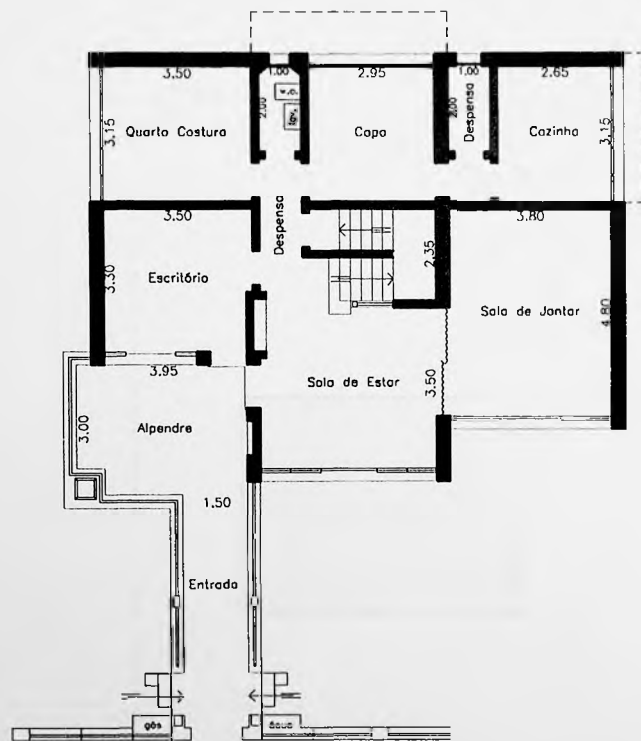 3.50
1.00
2.95
1.00
2.65
Quarto Costura
3.15
2.00
lav.
Copa
2.00
Despensa
Cozinha
3.15
3.50
Despensa
2.35
3.80
Escritório
3.30
Sala de Jantar
4.80
3.95
Sala de Estar
3.50
Alpendre
3.00
1.50
Entrada
gás
água